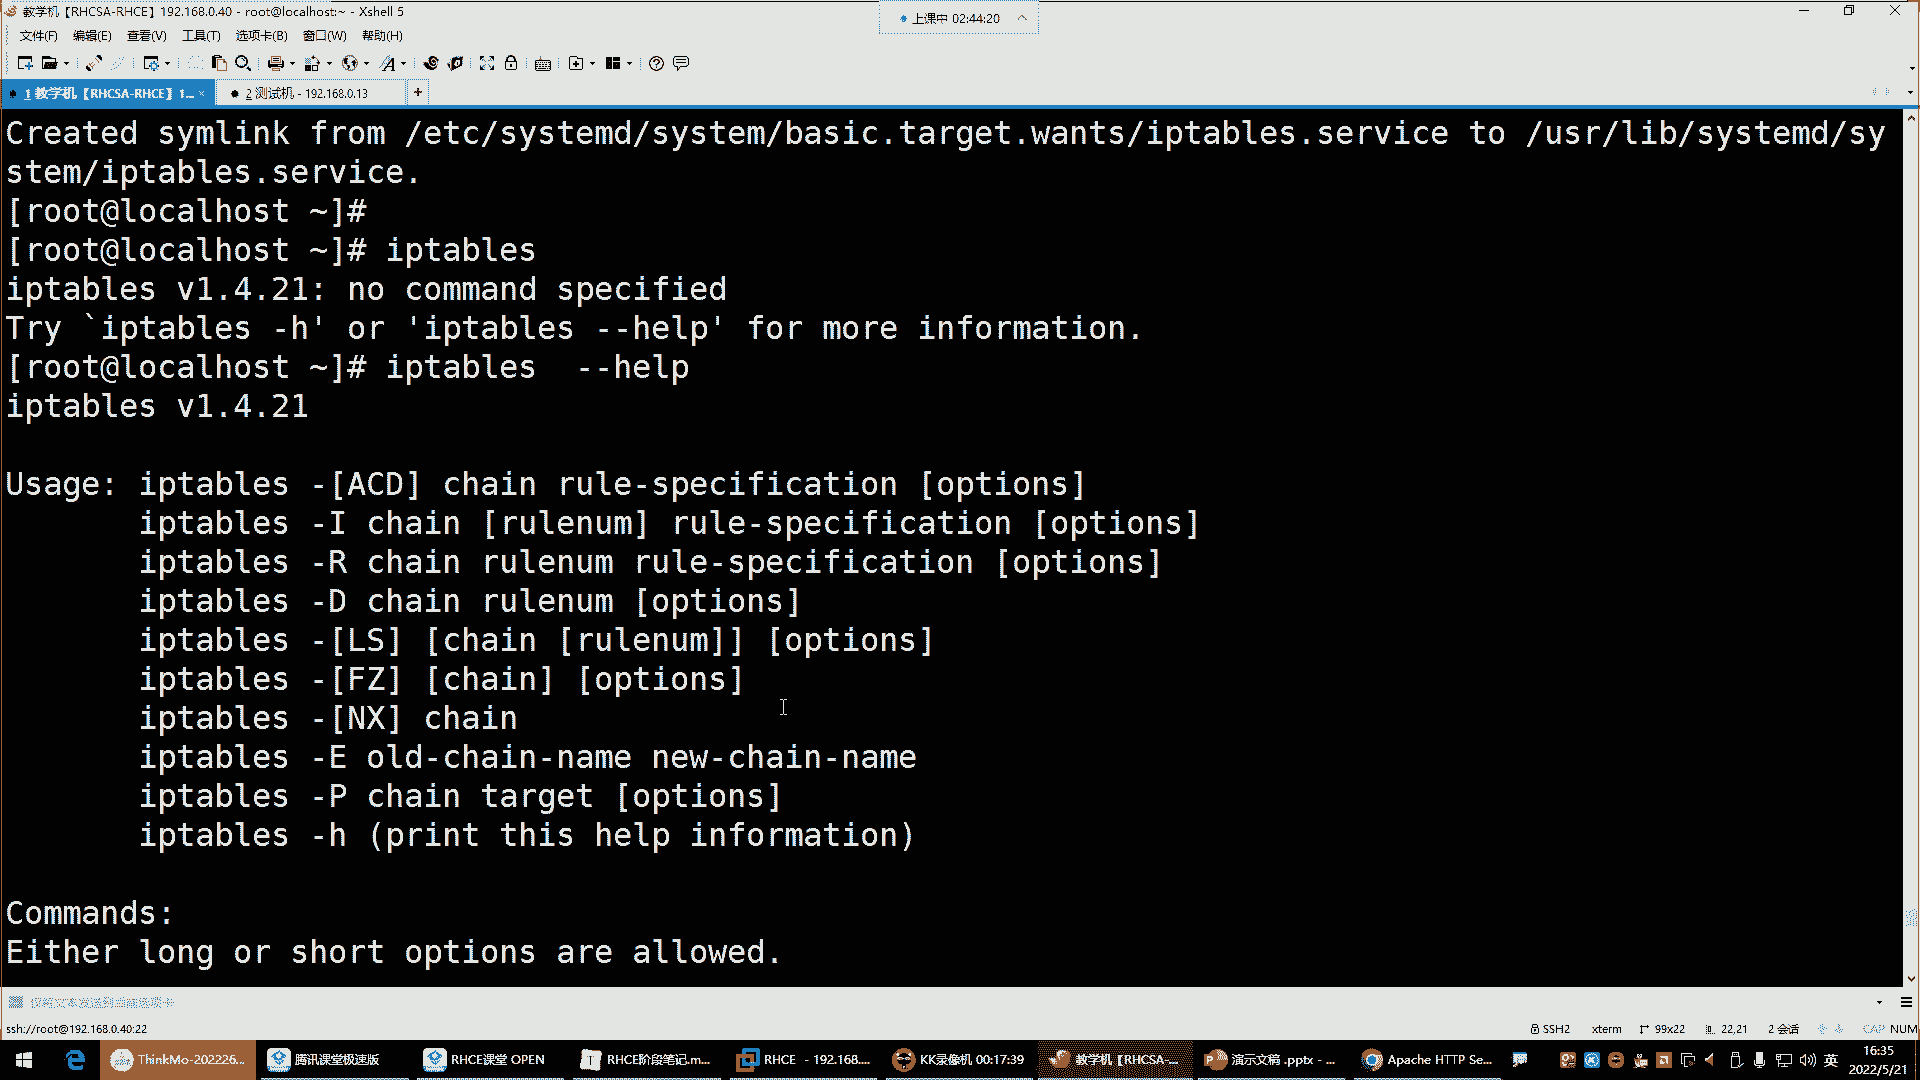 教学机【RHCSA-RHCE】192.168.0.40 - root@localhost:~ - Xshell 5
上课中 02:44:20
文件(F) 编辑(E) 查看(V) 工具(T) 选项卡(B) 窗口(W) 帮助(H)
1 教学机【RHCSA-RHCE】1... × 2 测试机 - 192.168.0.13 +
Created symlink from /etc/systemd/system/basic.target.wants/iptables.service to /usr/lib/systemd/sy
stem/iptables.service.
[root@localhost ~]#
[root@localhost ~]# iptables
iptables v1.4.21: no command specified
Try `iptables -h' or 'iptables --help' for more information.
[root@localhost ~]# iptables  --help
iptables v1.4.21
Usage: iptables -[ACD] chain rule-specification [options]
iptables -I chain [rulenum] rule-specification [options]
iptables -R chain rulenum rule-specification [options]
iptables -D chain rulenum [options]
iptables -[LS] [chain [rulenum]] [options]
iptables -[FZ] [chain] [options]
iptables -[NX] chain
iptables -E old-chain-name new-chain-name
iptables -P chain target [options]
iptables -h (print this help information)
Commands:
Either long or short options are allowed.
仅将文本发送到当前选项卡
ssh://root@192.168.0.40:22 SSH2 xterm 99x22 22,21 2 会话 CAP NUM
ThinkMo-202226... 腾讯课堂极速版 RHCE课堂 OPEN RHCE阶段笔记.m... RHCE - 192.168.... KK录像机 00:17:39 教学机【RHCSA-... 演示文稿 .pptx - ... Apache HTTP Se... 英 16:35
2022/5/21